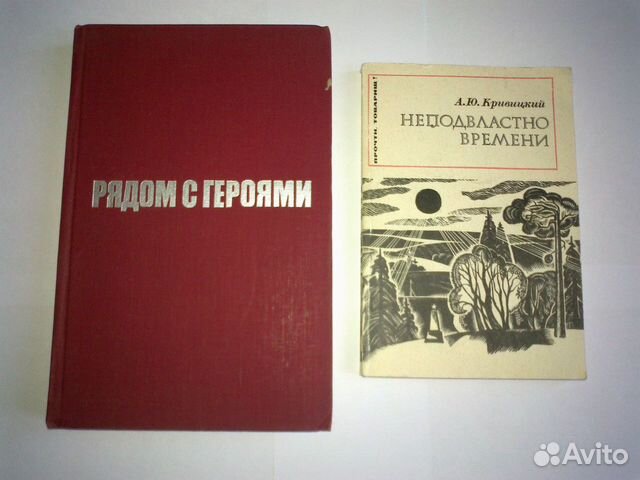 РЯДОМ С ГЕРОЯМИ
ПРОЧТИ, ТОВАРИЩ!
А.Ю. Кривицкий
НЕПОДВЛАСТНО
ВРЕМЕНИ
Avito